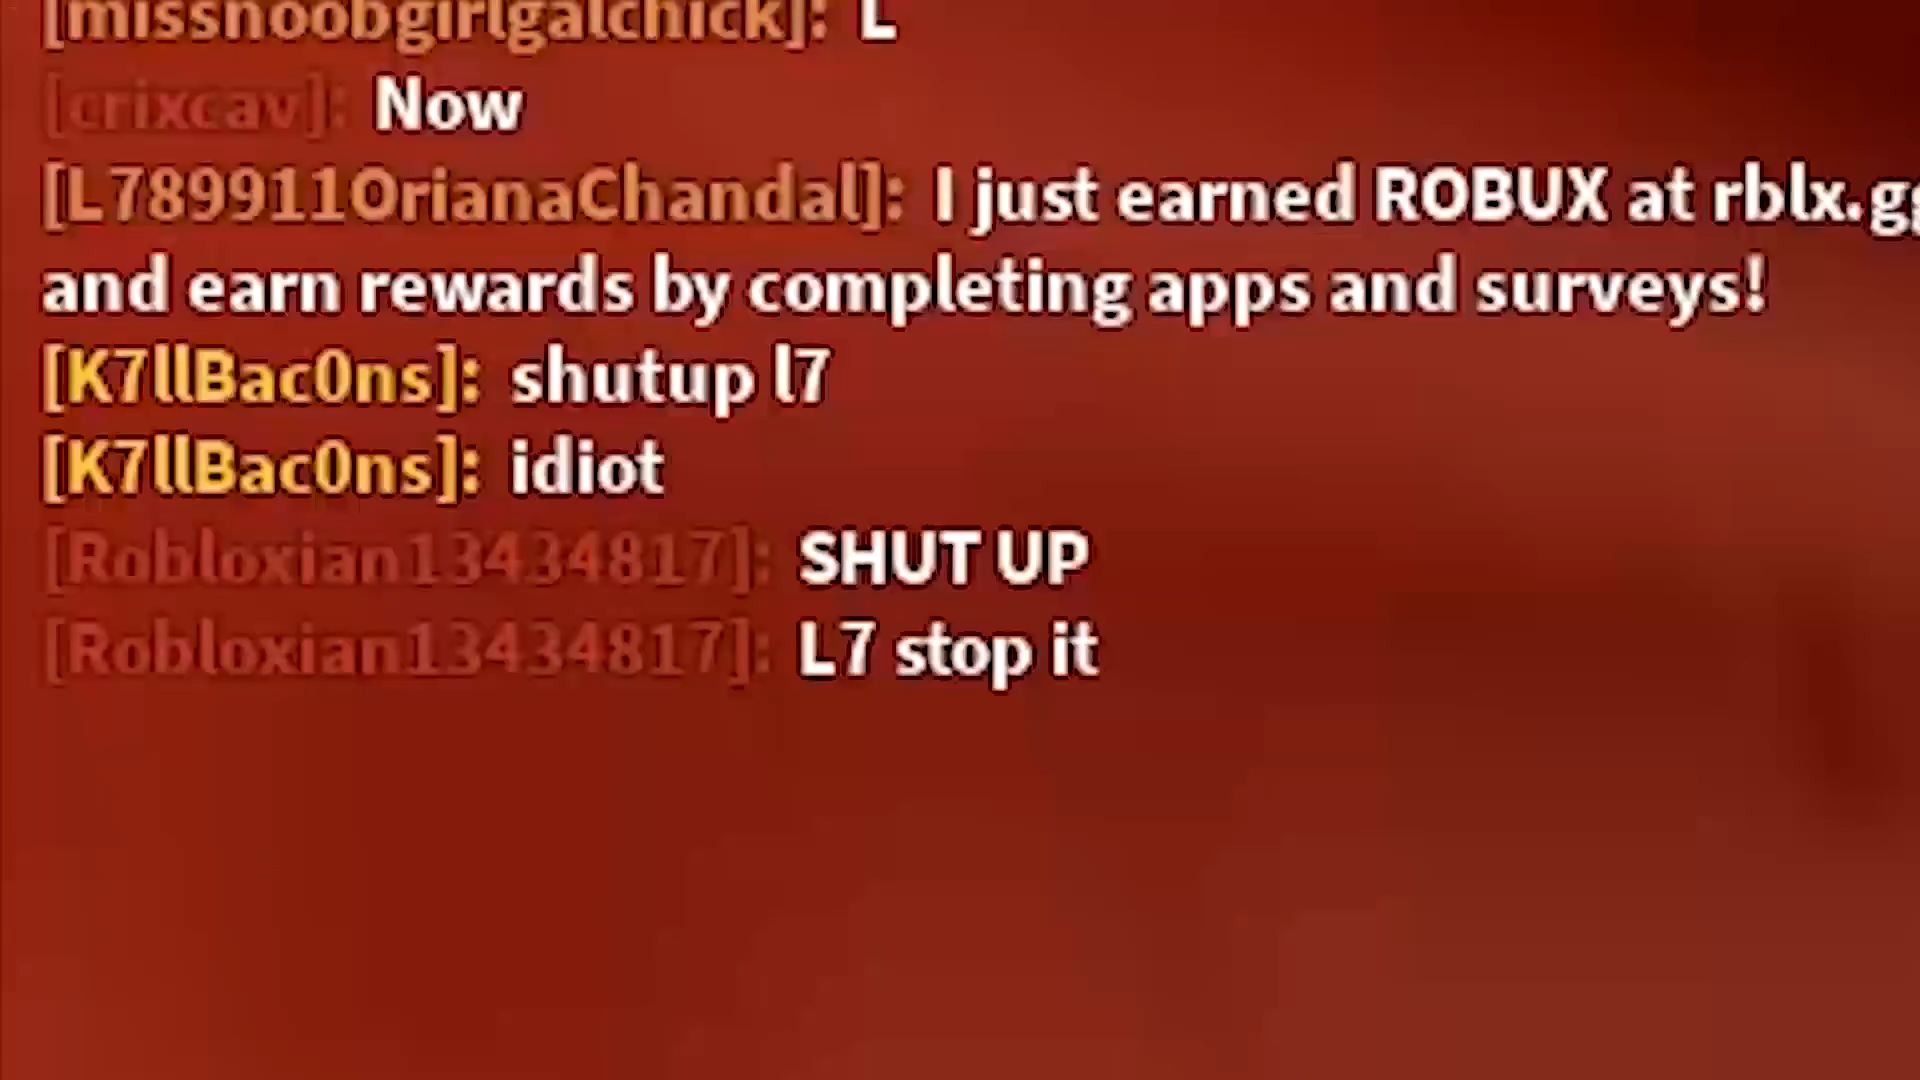 [missnoobgirlgalchick]: L
[crixcav]: Now
[L789911OrianaChandal]: I just earned ROBUX at
and earn rewards by completing apps and surveys!
[K7llBac0ns]: shutup l7
[K7llBac0ns]: idiot
[Robloxian13434817]: SHUT UP
[Robloxian13434817]: L7 stop it